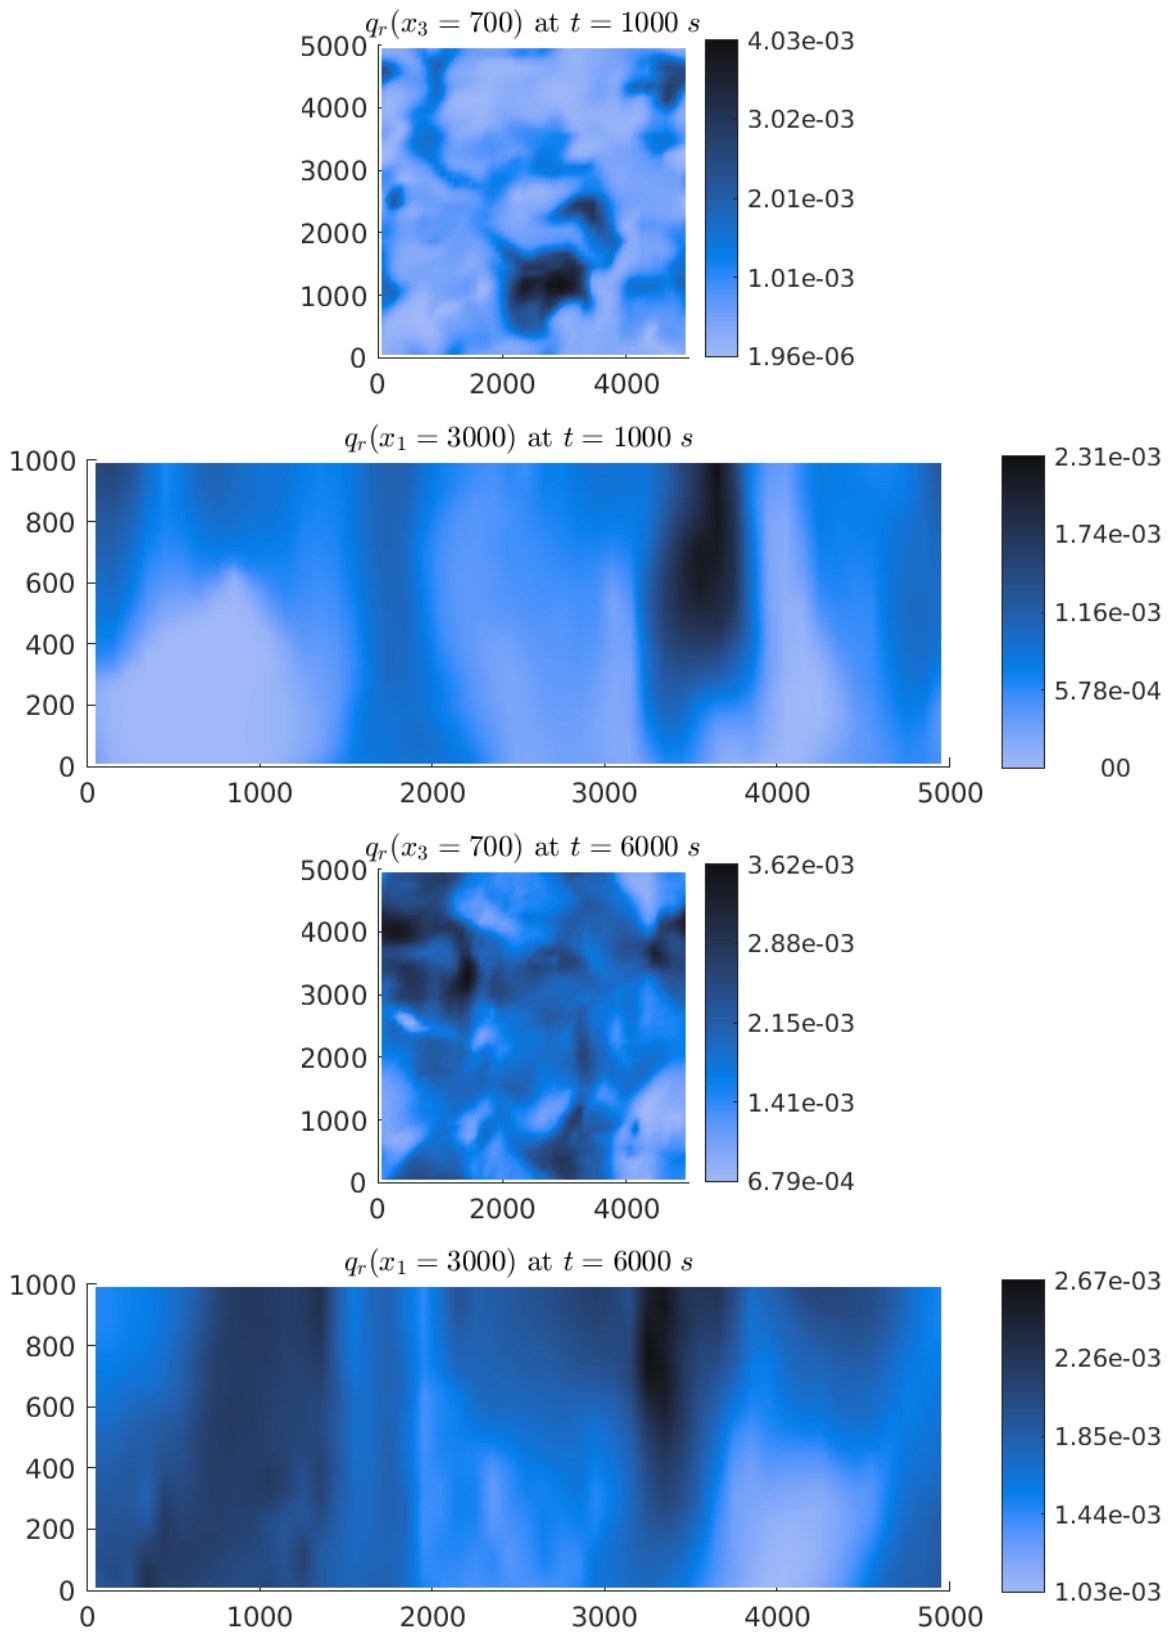 q_r(x_3 = 700) at t = 1000 s
5000
4000
3000
2000
1000
0
0 2000 4000
4.03e-03
3.02e-03
2.01e-03
1.01e-03
1.96e-06
q_r(x_1 = 3000) at t = 1000 s
1000
800
600
400
200
0
0 1000 2000 3000 4000 5000
2.31e-03
1.74e-03
1.16e-03
5.78e-04
00
q_r(x_3 = 700) at t = 6000 s
5000
4000
3000
2000
1000
0
0 2000 4000
3.62e-03
2.88e-03
2.15e-03
1.41e-03
6.79e-04
q_r(x_1 = 3000) at t = 6000 s
1000
800
600
400
200
0
0 1000 2000 3000 4000 5000
2.67e-03
2.26e-03
1.85e-03
1.44e-03
1.03e-03